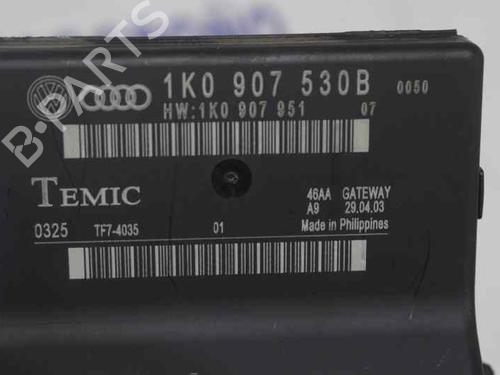 1K0 907 530B 0050
HW:1K0 907 951 07
TEMIC
46AA GATEWAY
A9 29.04.03
0325 TF7-4035 01 Made in Philippines
B-PARTS